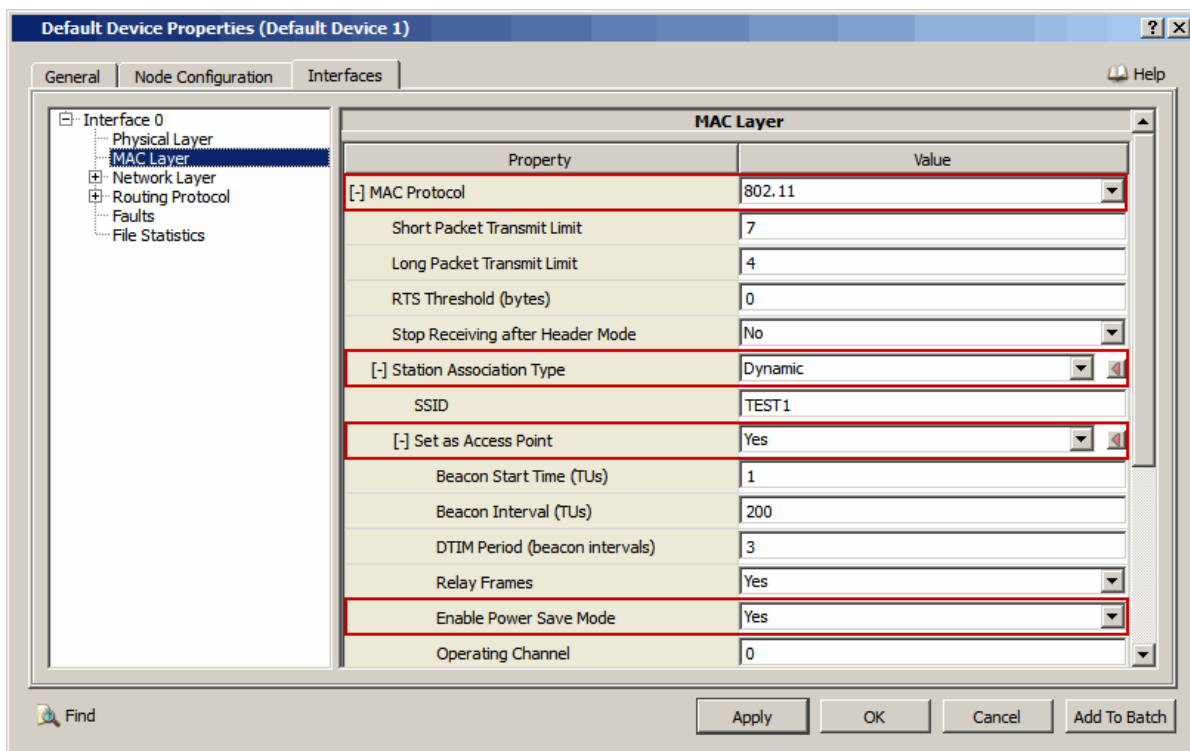 Default Device Properties (Default Device 1)
? X
General Node Configuration Interfaces Help
Interface 0
Physical Layer
MAC Layer
Network Layer
Routing Protocol
Faults
File Statistics
MAC Layer
Property Value
[-] MAC Protocol 802.11
Short Packet Transmit Limit 7
Long Packet Transmit Limit 4
RTS Threshold (bytes) 0
Stop Receiving after Header Mode No
[-] Station Association Type Dynamic
SSID TEST1
[-] Set as Access Point Yes
Beacon Start Time (TUs) 1
Beacon Interval (TUs) 200
DTIM Period (beacon intervals) 3
Relay Frames Yes
Enable Power Save Mode Yes
Operating Channel 0
Find Apply OK Cancel Add To Batch